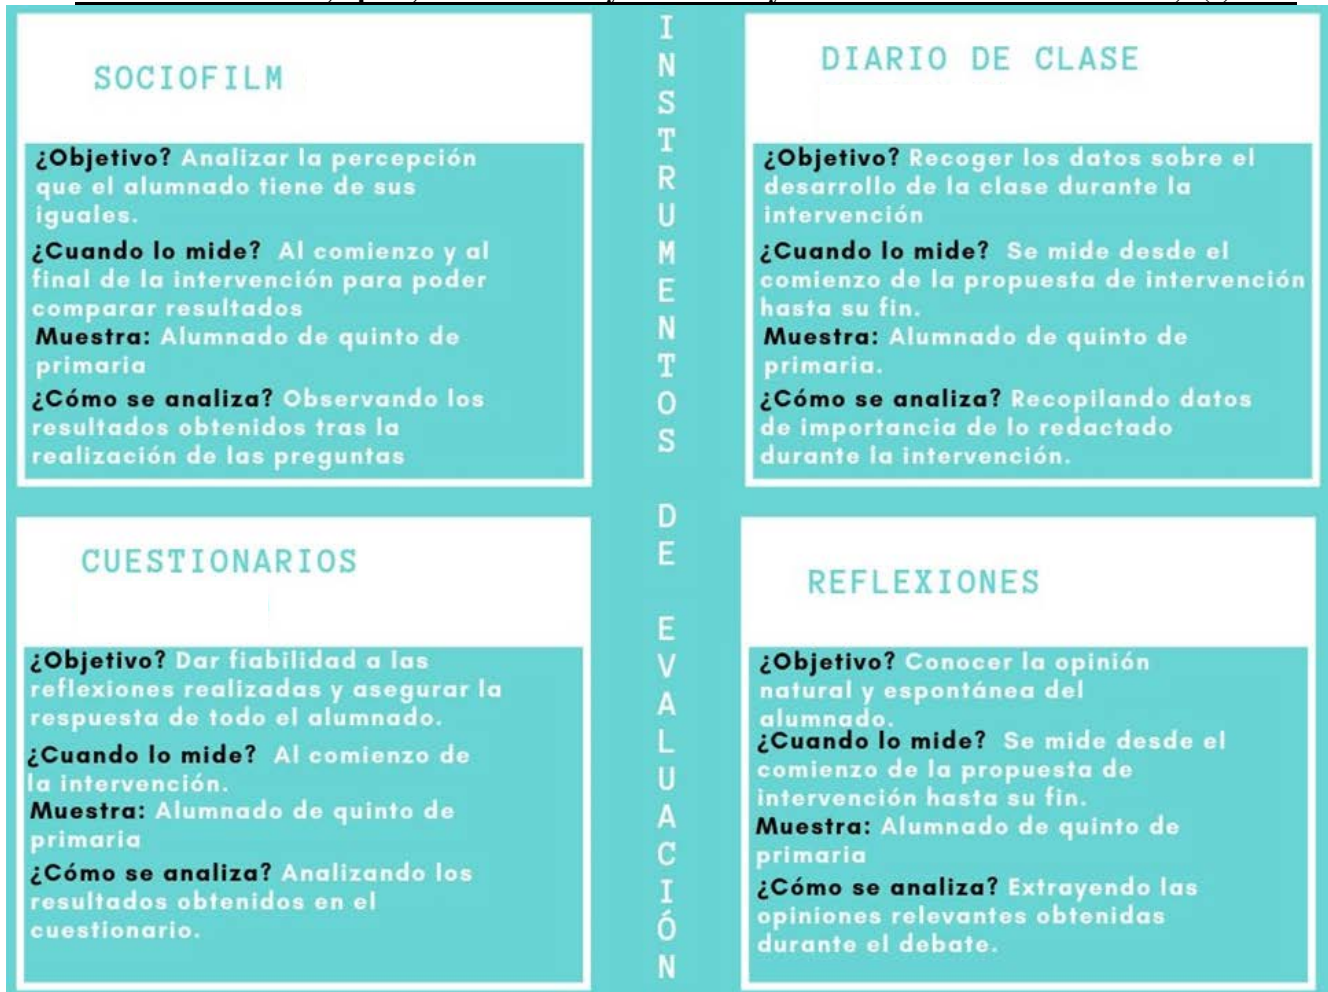 SOCIOFILM
¿Objetivo? Analizar la percepción
que el alumnado tiene de sus
iguales.
¿Cuando lo mide? Al comienzo y al
final de la intervención para poder
comparar resultados
Muestra: Alumnado de quinto de
primaria
¿Cómo se analiza? Observando los
resultados obtenidos tras la
realización de las preguntas
INSTRUMENTOS DE EVALUACIÓN
DIARIO DE CLASE
¿Objetivo? Recoger los datos sobre el
desarrollo de la clase durante la
intervención
¿Cuando lo mide? Se mide desde el
comienzo de la propuesta de intervención
hasta su fin.
Muestra: Alumnado de quinto de
primaria.
¿Cómo se analiza? Recopilando datos
de importancia de lo redactado
durante la intervención.
CUESTIONARIOS
¿Objetivo? Dar fiabilidad a las
reflexiones realizadas y asegurar la
respuesta de todo el alumnado.
¿Cuando lo mide? Al comienzo de
la intervención.
Muestra: Alumnado de quinto de
primaria
¿Cómo se analiza? Analizando los
resultados obtenidos en el
cuestionario.
REFLEXIONES
¿Objetivo? Conocer la opinión
natural y espontánea del
alumnado.
¿Cuando lo mide? Se mide desde el
comienzo de la propuesta de
intervención hasta su fin.
Muestra: Alumnado de quinto de
primaria
¿Cómo se analiza? Extrayendo las
opiniones relevantes obtenidas
durante el debate.